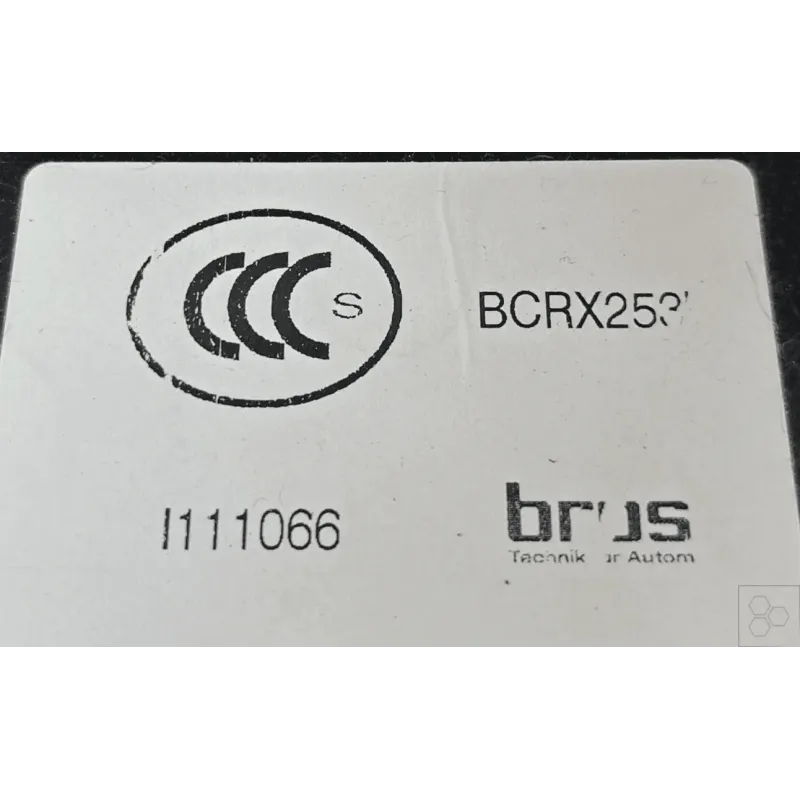 CCC S
BCRX253
I111066
brus
Technik Autom